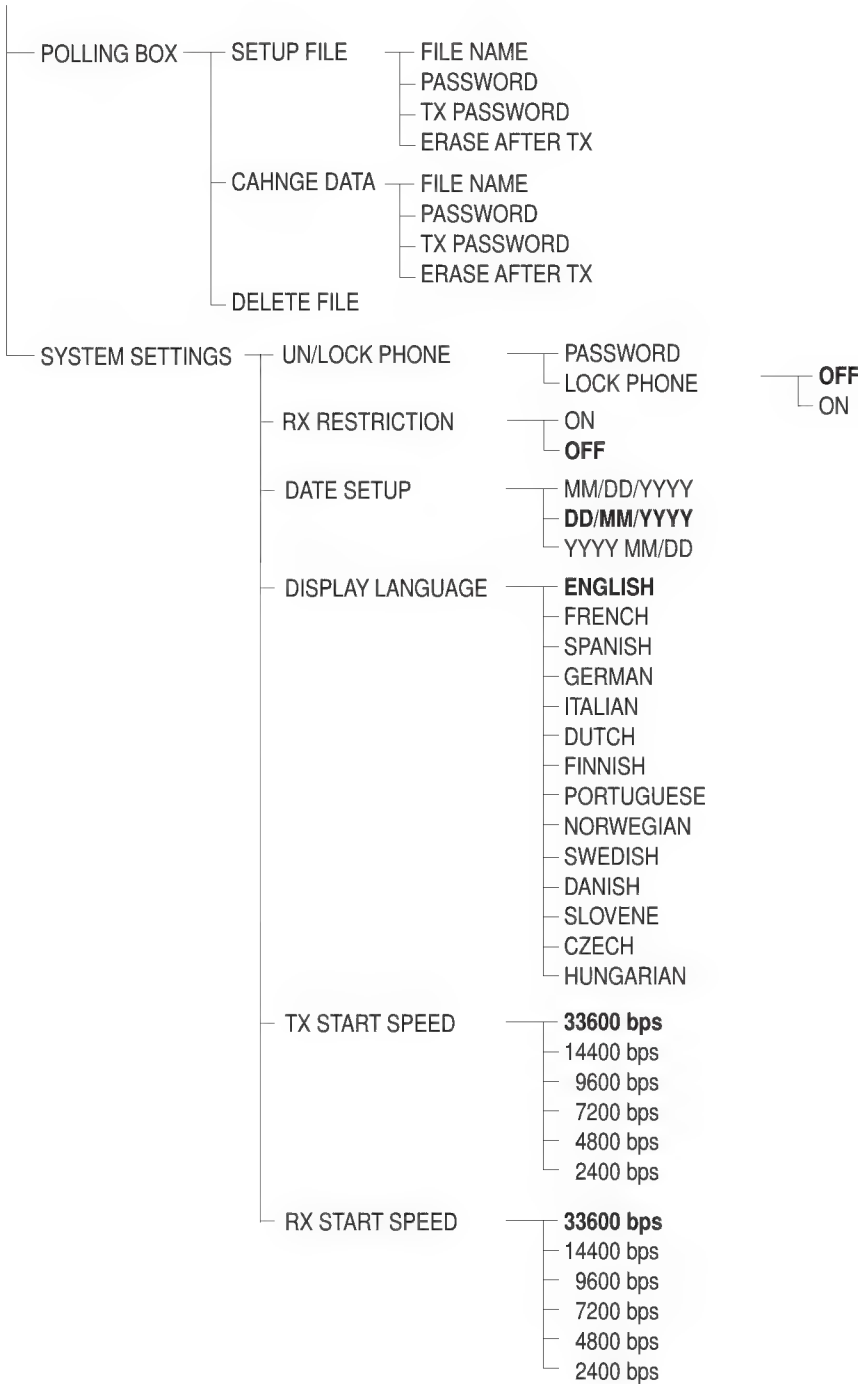 POLLING BOX SETUP FILE FILE NAME
PASSWORD
TX PASSWORD
ERASE AFTER TX
CAHNGE DATA FILE NAME
PASSWORD
TX PASSWORD
ERASE AFTER TX
DELETE FILE
SYSTEM SETTINGS UN/LOCK PHONE PASSWORD
LOCK PHONE OFF
ON
RX RESTRICTION ON
OFF
DATE SETUP MM/DD/YYYY
DD/MM/YYYY
YYYY MM/DD
DISPLAY LANGUAGE ENGLISH
FRENCH
SPANISH
GERMAN
ITALIAN
DUTCH
FINNISH
PORTUGUESE
NORWEGIAN
SWEDISH
DANISH
SLOVENE
CZECH
HUNGARIAN
TX START SPEED 33600 bps
14400 bps
9600 bps
7200 bps
4800 bps
2400 bps
RX START SPEED 33600 bps
14400 bps
9600 bps
7200 bps
4800 bps
2400 bps